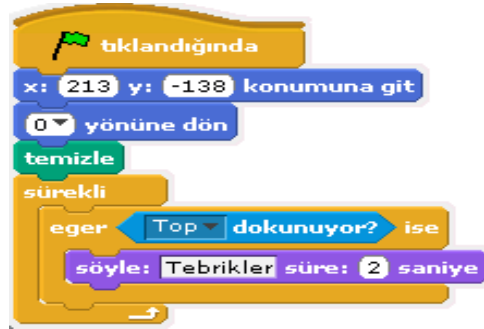 tıklandığında
x: 213 y: -138 konumuna git
0 yönüne dön
temizle
sürekli
eger Top dokunuyor? ise
söyle: Tebrikler süre: 2 saniye